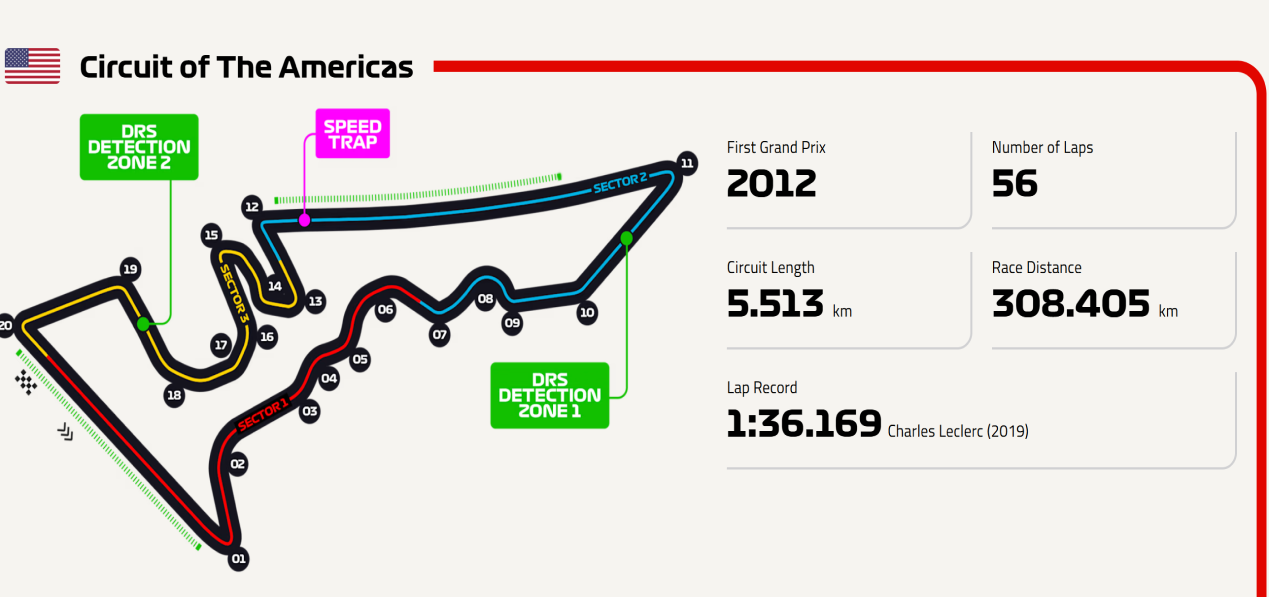 Circuit of The Americas
DRS
DETECTION
ZONE 2
SPEED
TRAP
11
SECTOR 2
12
15
19
14
13
SECTOR 3
20
06
08
10
07
09
17
16
05
18
04
SECTOR 1
03
02
01
DRS
DETECTION
ZONE 1
First Grand Prix
2012
Number of Laps
56
Circuit Length
5.513 km
Race Distance
308.405 km
Lap Record
1:36.169 Charles Leclerc (2019)